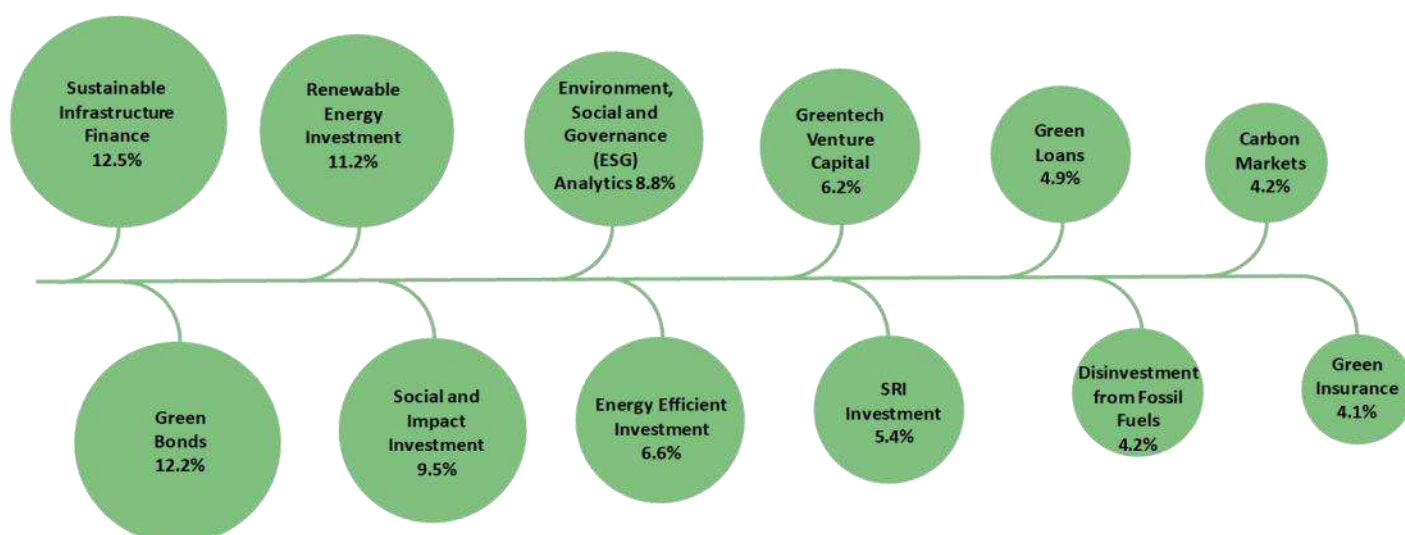 Sustainable
Infrastructure
Finance
12.5%
Renewable
Energy
Investment
11.2%
Environment,
Social and
Governance
(ESG)
Analytics 8.8%
Greentech
Venture
Capital
6.2%
Green
Loans
4.9%
Carbon
Markets
4.2%
Green
Bonds
12.2%
Social and
Impact
Investment
9.5%
Energy Efficient
Investment
6.6%
SRI
Investment
5.4%
Disinvestment
from Fossil
Fuels
4.2%
Green
Insurance
4.1%